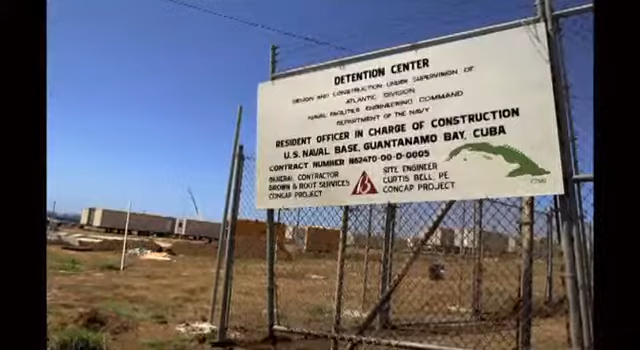 DETENTION CENTER
DESIGN AND CONSTRUCTION UNDER SUPERVISION OF
ATLANTIC DIVISION
NAVAL FACILITIES ENGINEERING COMMAND
DEPARTMENT OF THE NAVY
RESIDENT OFFICER IN CHARGE OF CONSTRUCTION
U.S. NAVAL BASE, GUANTANAMO BAY, CUBA
CONTRACT NUMBER N62470-00-D-0005
GENERAL CONTRACTOR
BROWN & ROOT SERVICES
CONCAP PROJECT
SITE ENGINEER
CURTIS BELL, PE
CONCAP PROJECT